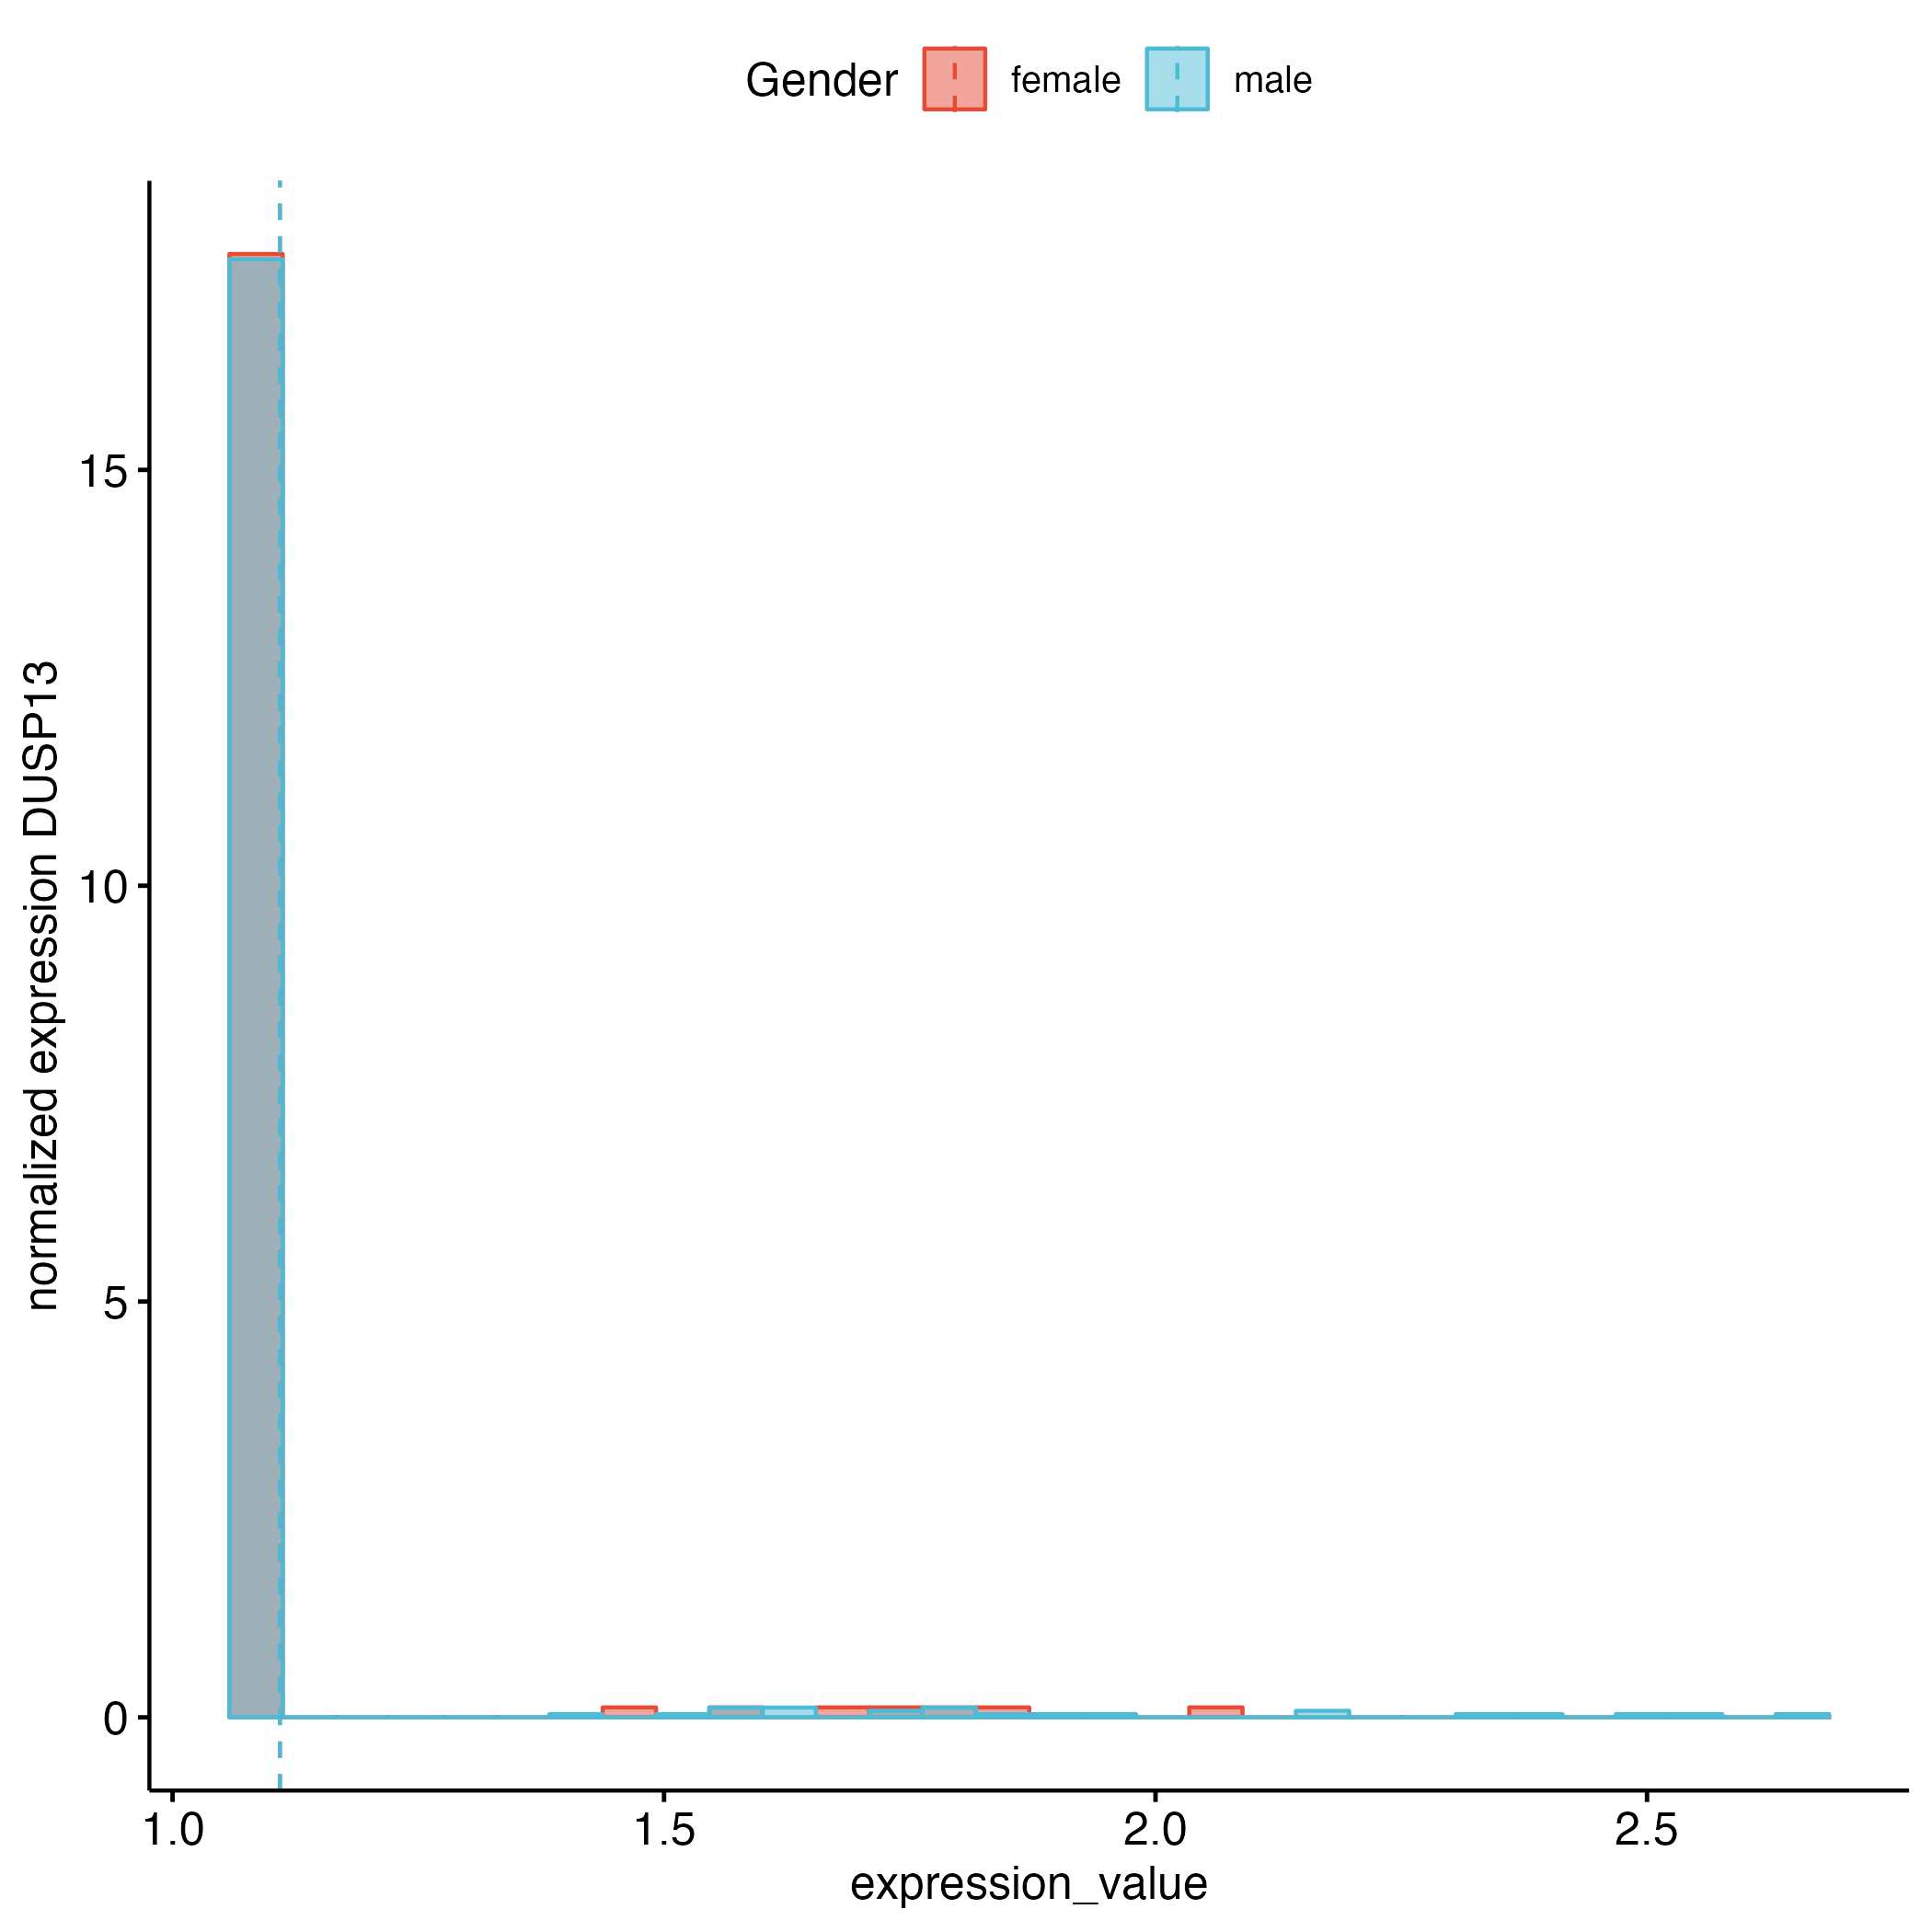 Gender female male
normalized expression DUSP13
15
10
5
0
1.0 1.5 2.0 2.5
expression_value